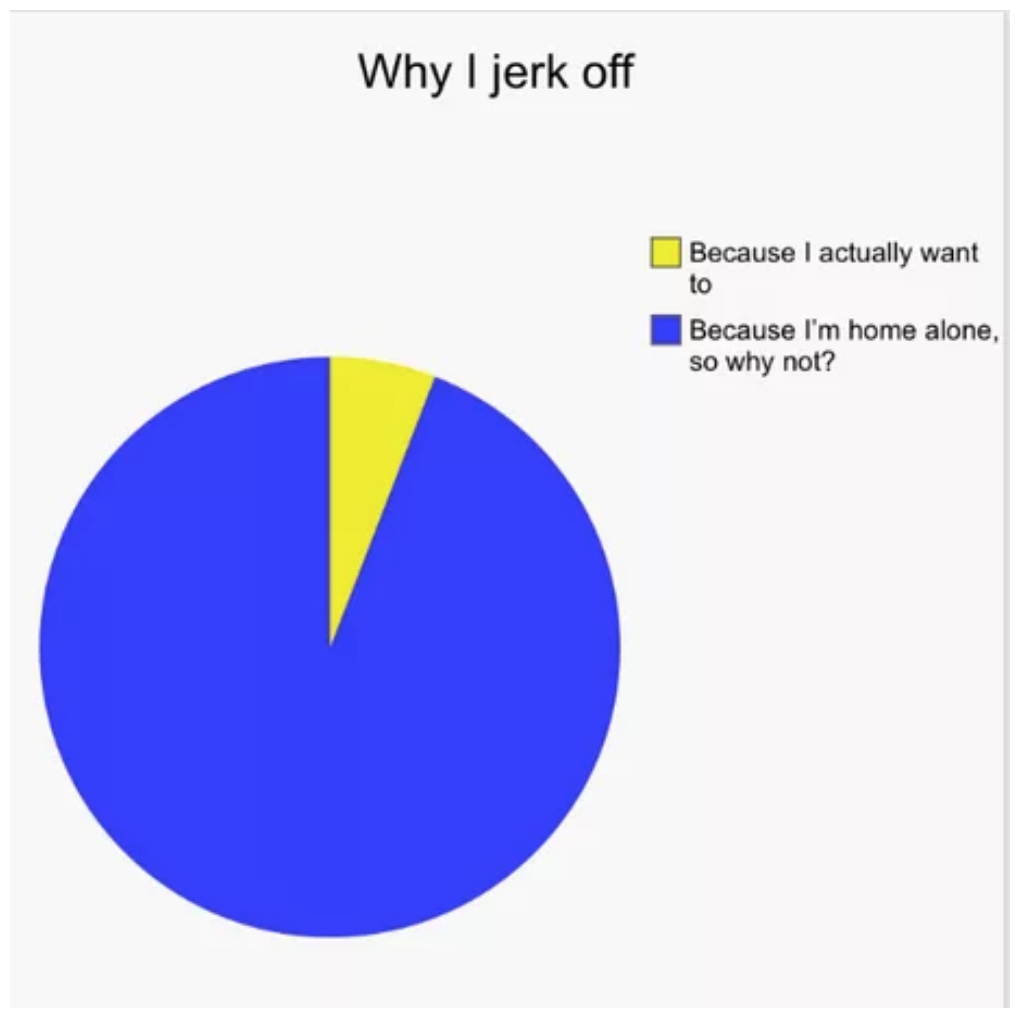 Why I jerk off
Because I actually want
to
Because I'm home alone,
so why not?